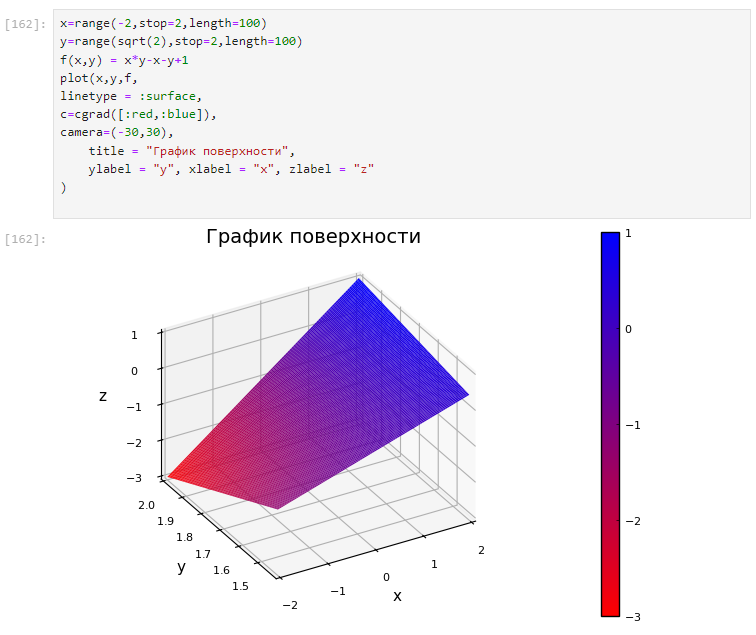 [162]:
x=range(-2,stop=2,length=100)
y=range(sqrt(2),stop=2,length=100)
f(x,y) = x*y-x-y+1
plot(x,y,f,
linetype = :surface,
c=cgrad([:red,:blue]),
camera=(-30,30),
    title = "График поверхности",
    ylabel = "y", xlabel = "x", zlabel = "z"
)
[162]:
График поверхности
1
0
−1
−2
−3
z
2.0
1.9
1.8
1.7
1.6
1.5
y
−2
−1
0
1
2
x
1
0
−1
−2
−3